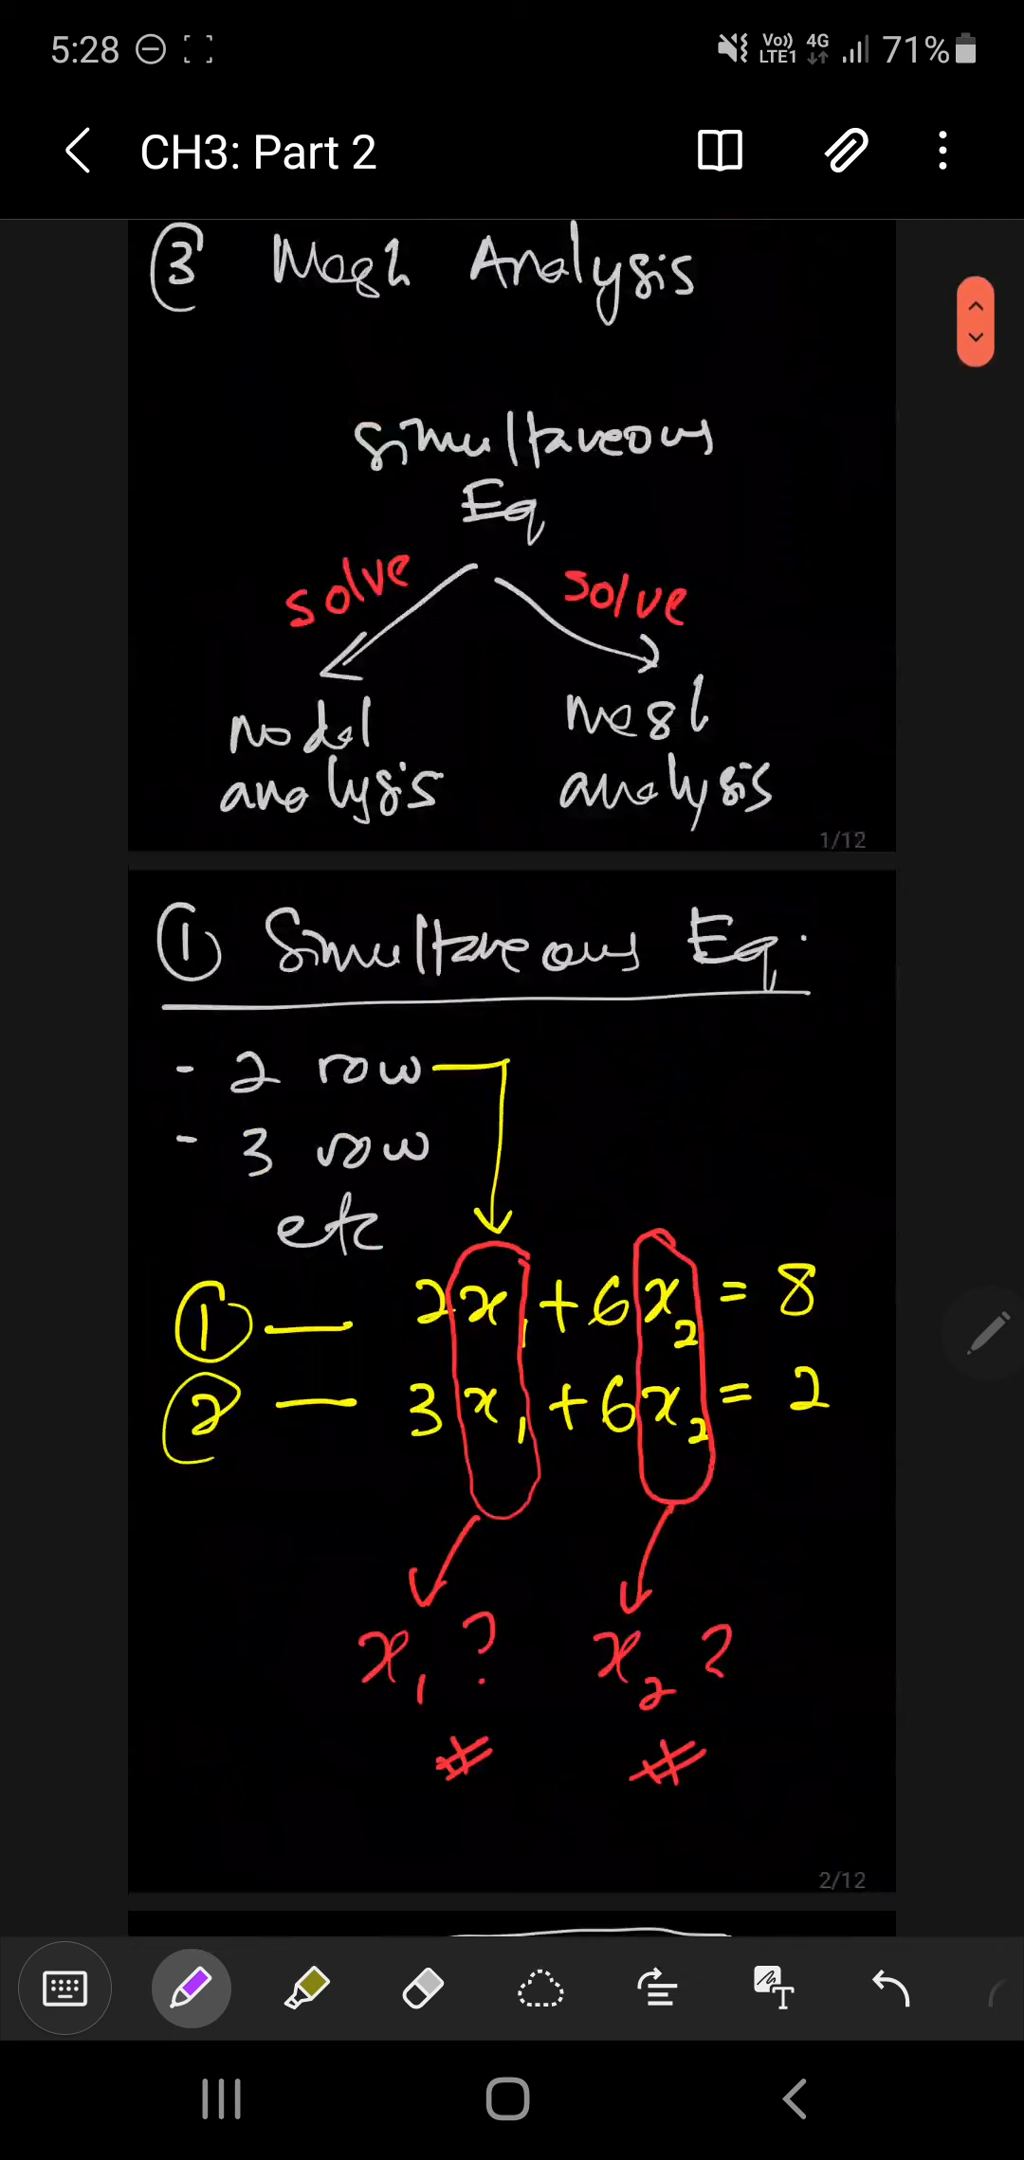 5:28 Vo)) LTE1 4G 71%
CH3: Part 2
3 Mesh Analysis
simultaneous
Eq
solve solve
nodal mesh
analysis analysis
1/12
1 Simultaneous Eq.
- 2 row
- 3 row
etc
1 — 2x₁ + 6x₂ = 8
2 — 3x₁ + 6x₂ = 2
x₁ ? x₂ ?
# #
2/12
T